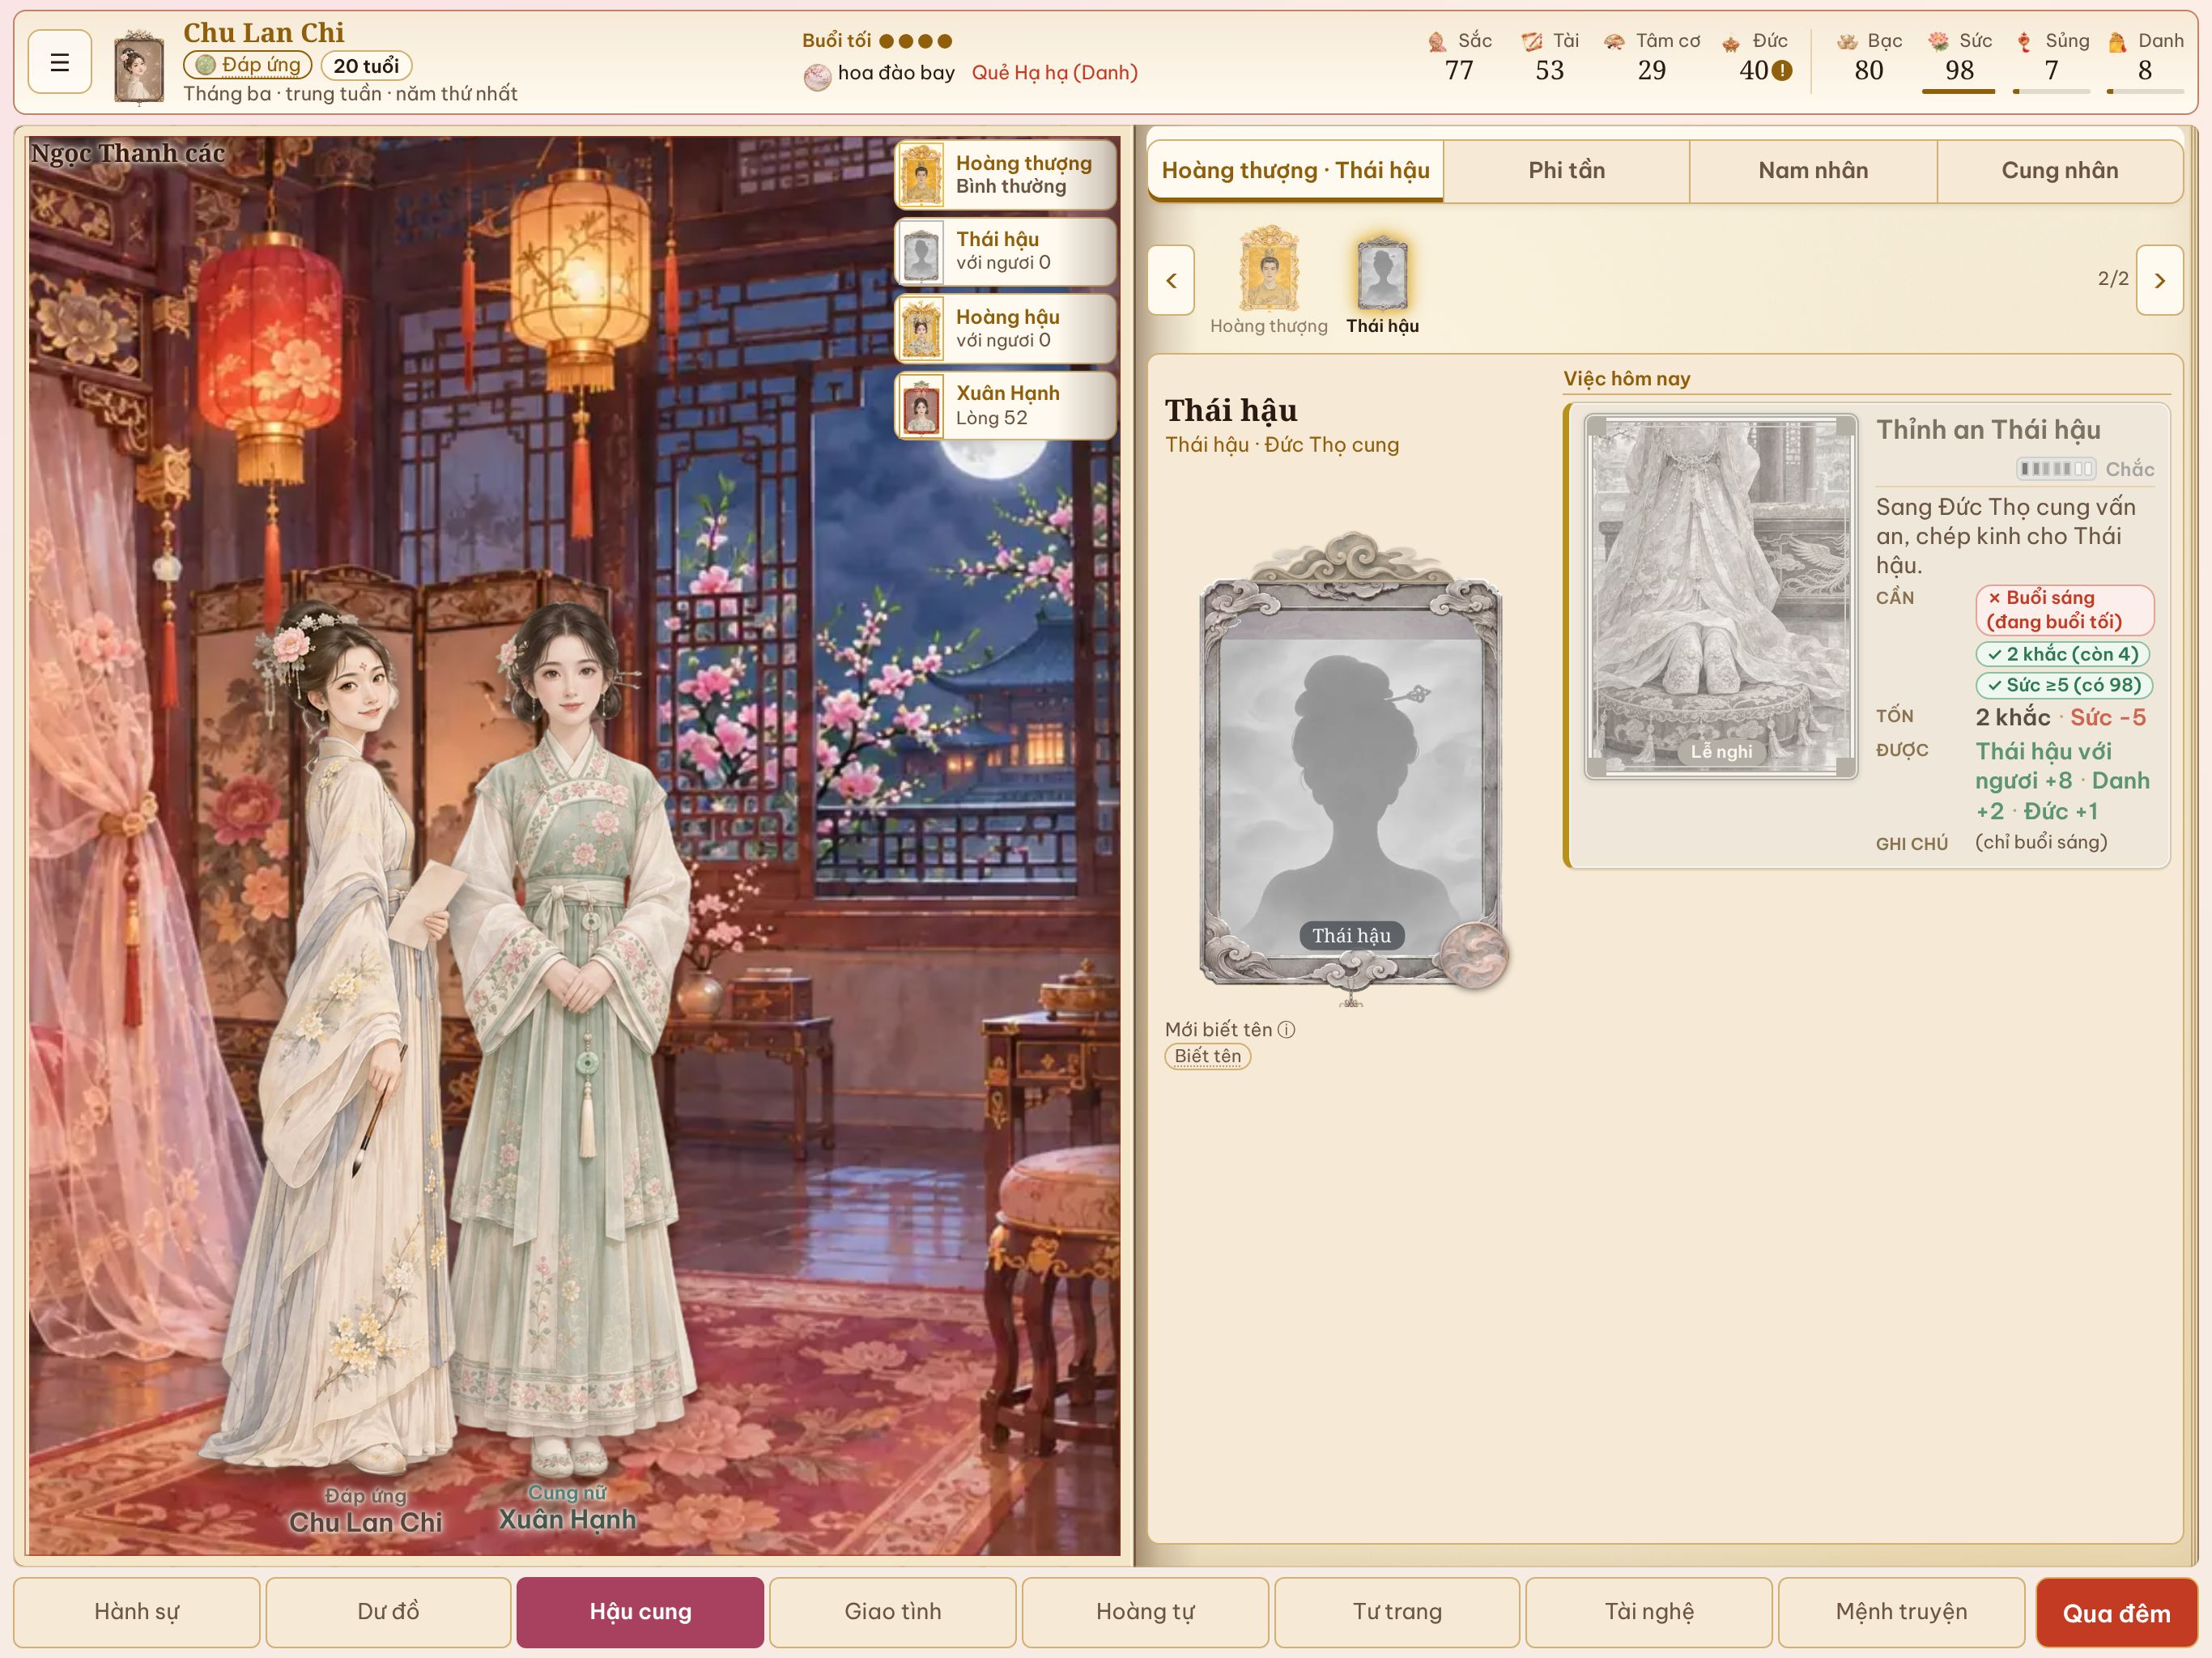 Chu Lan Chi
Đáp ứng
20 tuổi
Tháng ba · trung tuần · năm thứ nhất
Buổi tối
hoa đào bay
Quẻ Hạ hạ (Danh)
Sắc
77
Tài
53
Tâm cơ
29
Đức
40
!
Bạc
80
Sức
98
Sủng
7
Danh
8
Ngọc Thanh các
Hoàng thượng
Bình thường
Thái hậu
với ngươi 0
Hoàng hậu
với ngươi 0
Xuân Hạnh
Lòng 52
Đáp ứng
Chu Lan Chi
Cung nữ
Xuân Hạnh
Hoàng thượng · Thái hậu
Phi tần
Nam nhân
Cung nhân
Hoàng thượng
Thái hậu
2/2
Thái hậu
Thái hậu · Đức Thọ cung
Thái hậu
Mới biết tên ⓘ
Biết tên
Việc hôm nay
Lễ nghi
Thỉnh an Thái hậu
Chắc
Sang Đức Thọ cung vấn
an, chép kinh cho Thái
hậu.
CẦN
× Buổi sáng
(đang buổi tối)
✓ 2 khắc (còn 4)
✓ Sức ≥5 (có 98)
TỐN
2 khắc · Sức -5
ĐƯỢC
Thái hậu với
ngươi +8 · Danh
+2 · Đức +1
GHI CHÚ
(chỉ buổi sáng)
Hành sự
Dư đồ
Hậu cung
Giao tình
Hoàng tự
Tư trang
Tài nghệ
Mệnh truyện
Qua đêm